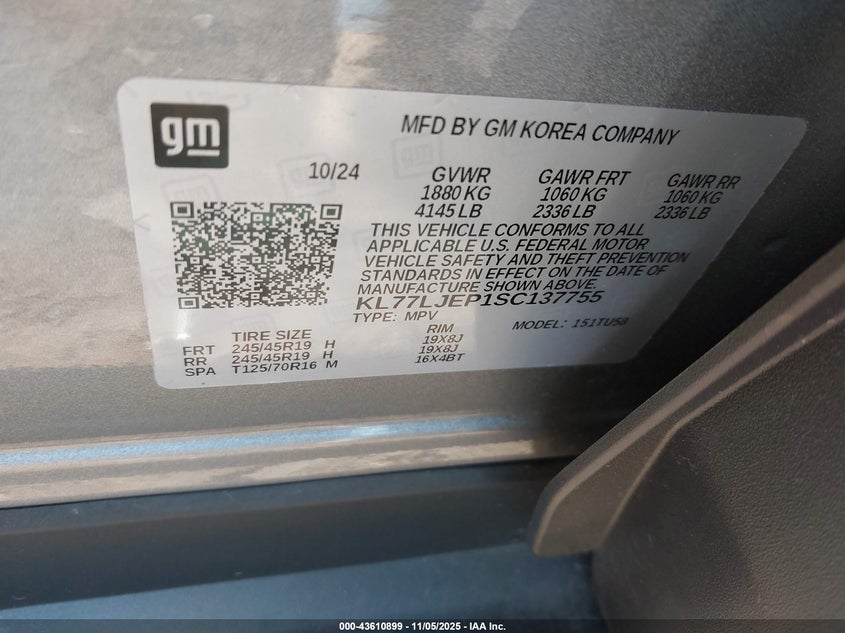 gm
MFD BY GM KOREA COMPANY
10/24 GVWR GAWR FRT GAWR RR
1880 KG 1060 KG 1060 KG
4145 LB 2336 LB 2336 LB
THIS VEHICLE CONFORMS TO ALL
APPLICABLE U.S. FEDERAL MOTOR
VEHICLE SAFETY AND THEFT PREVENTION
STANDARDS IN EFFECT ON THE DATE OF
MANUFACTURE SHOWN ABOVE.
KL77LJEP1SC137755
TYPE: MPV MODEL: 151TU58
TIRE SIZE RIM
FRT 245/45R19 H 19X8J
RR 245/45R19 H 19X8J
SPA T125/70R16 M 16X4BT
000-43610899 - 11/05/2025 - IAA Inc.